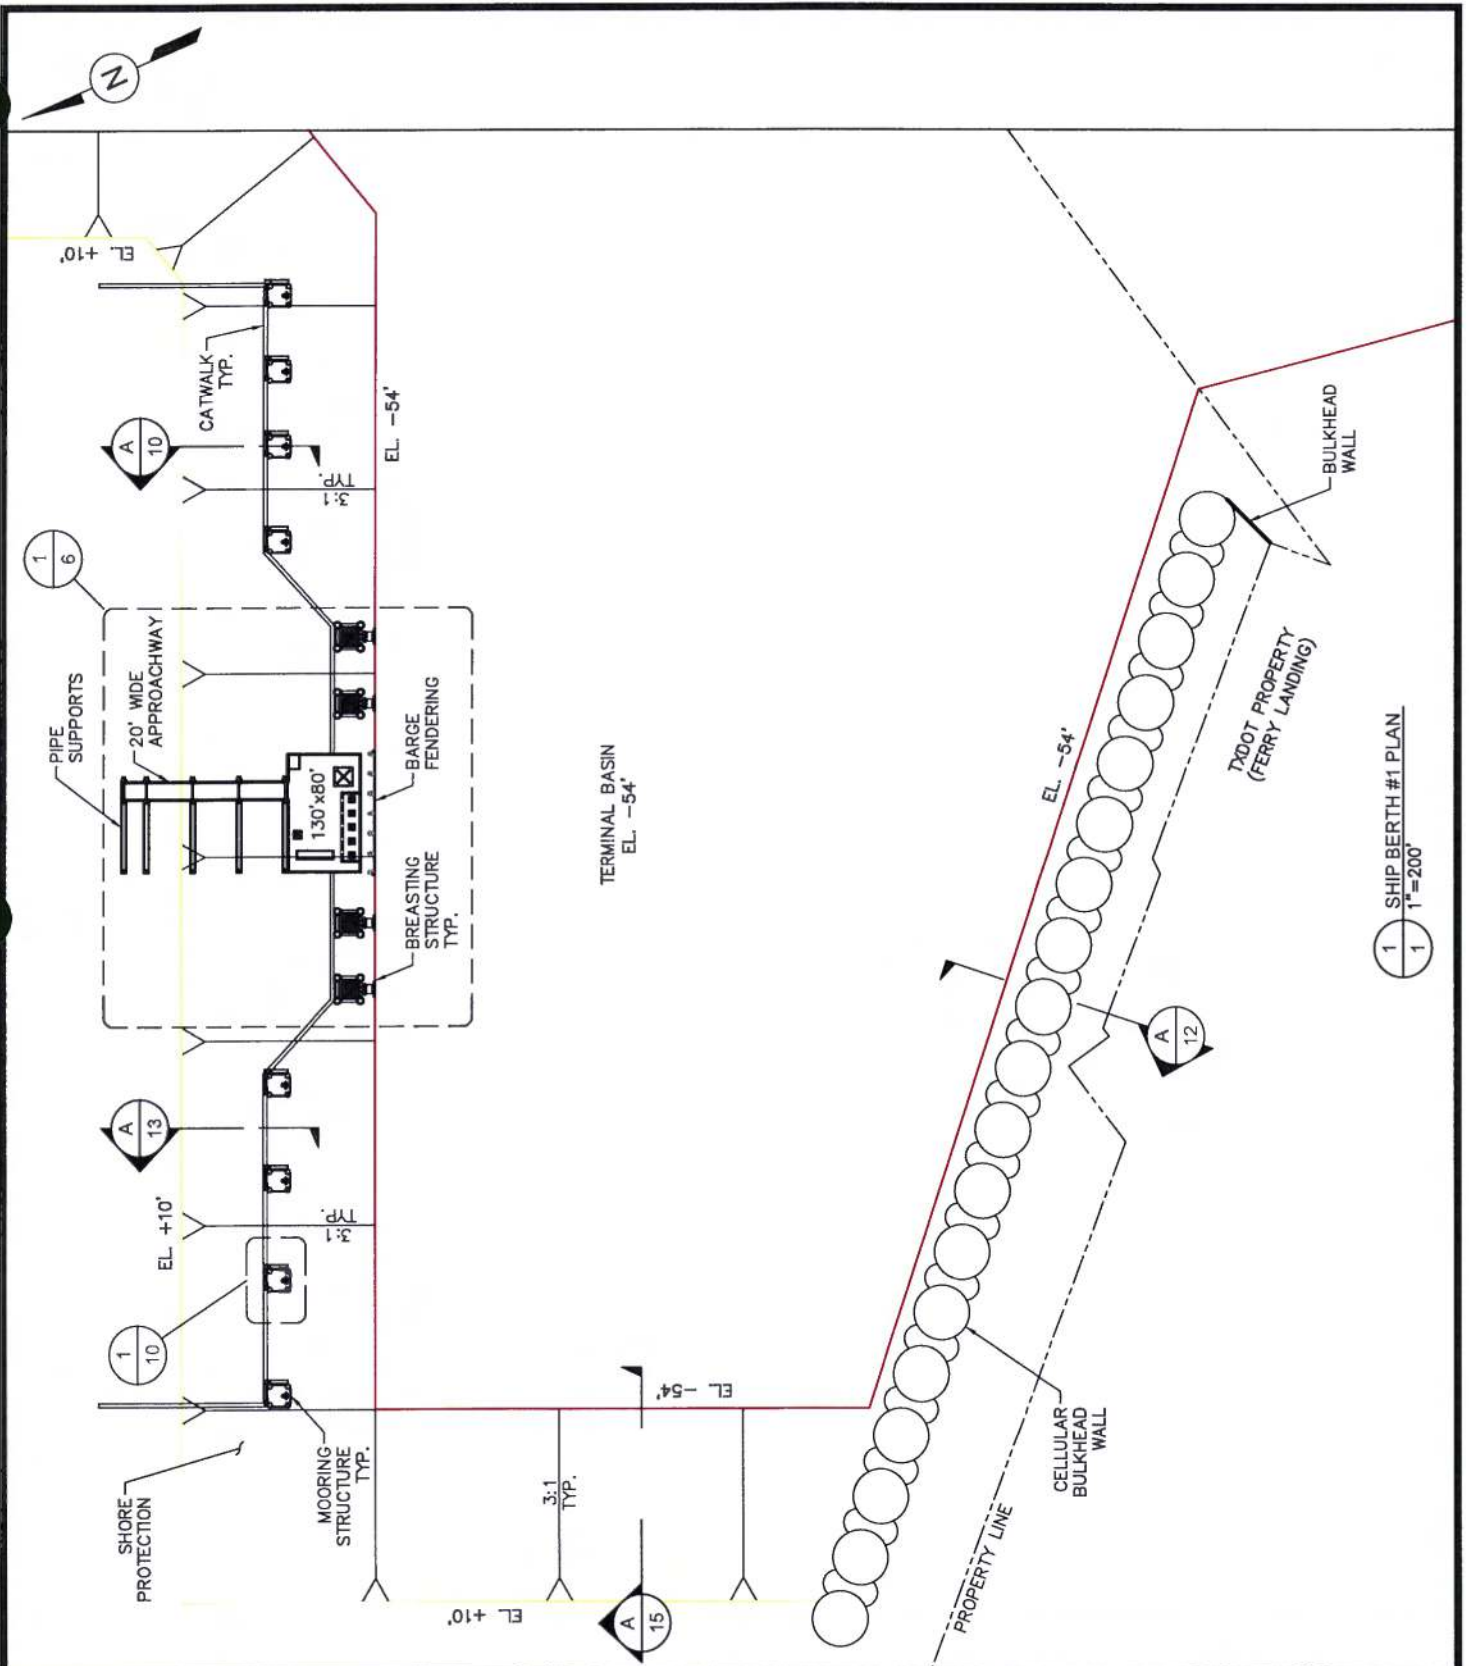 N
EL. +10'
CATWALK
TYP.
A
10
3:1
TYP.
EL. -54'
1
6
PIPE
SUPPORTS
20' WIDE
APPROACHWAY
130'x80'
BARGE
FENDERING
BREASTING
STRUCTURE
TYP.
TERMINAL BASIN
EL. -54'
BULKHEAD
WALL
TXDOT PROPERTY
(FERRY LANDING)
EL. -54'
A
12
A
13
EL. +10'
3:1
TYP.
1
10
SHORE
PROTECTION
MOORING
STRUCTURE
TYP.
EL. -54'
3:1
TYP.
EL. +10'
A
15
CELLULAR
BULKHEAD
WALL
PROPERTY LINE
1
1
SHIP BERTH #1 PLAN
1"=200'